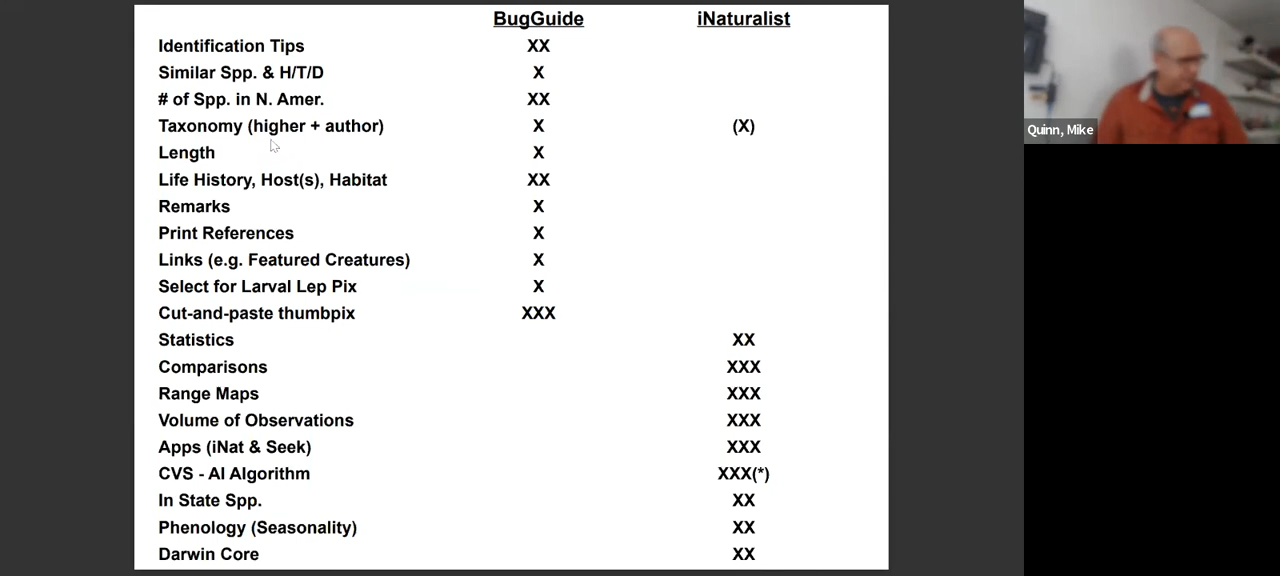 BugGuide iNaturalist
Identification Tips XX
Similar Spp. & H/T/D X
# of Spp. in N. Amer. XX
Taxonomy (higher + author) X (X)
Length X
Life History, Host(s), Habitat XX
Remarks X
Print References X
Links (e.g. Featured Creatures) X
Select for Larval Lep Pix X
Cut-and-paste thumbpix XXX
Statistics XX
Comparisons XXX
Range Maps XXX
Volume of Observations XXX
Apps (iNat & Seek) XXX
CVS - AI Algorithm XXX(*)
In State Spp. XX
Phenology (Seasonality) XX
Darwin Core XX
Quinn, Mike